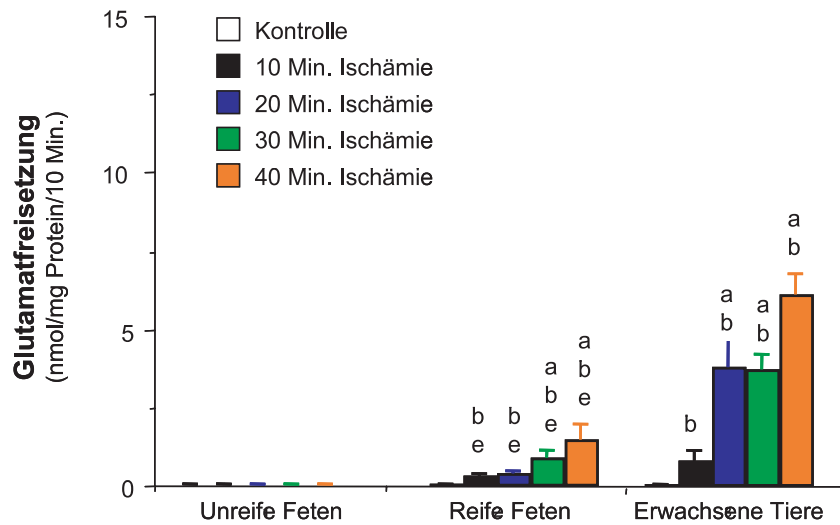 Glutamatfreisetzung
(nmol/mg Protein/10 Min.)
15
10
5
0
Kontrolle
10 Min. Ischämie
20 Min. Ischämie
30 Min. Ischämie
40 Min. Ischämie
b
e
b
e
a
b
e
a
b
e
b
a
b
a
b
a
b
Unreife Feten
Reife Feten
Erwachsene Tiere